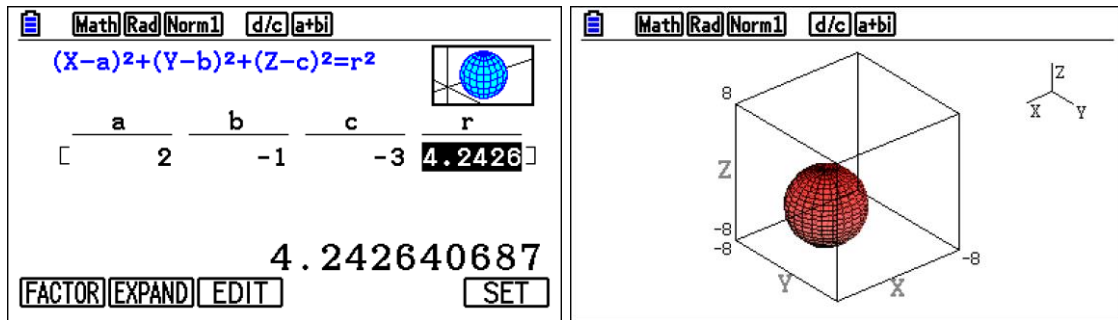 Math Rad Norm1 d/c a+bi
(X-a)²+(Y-b)²+(Z-c)²=r²
a b c r
[ 2 -1 -3 4.2426 ]
4.242640687
FACTOR EXPAND EDIT SET
Math Rad Norm1 d/c a+bi
8
Z
X Y
Z
-8
-8
-8
Y X